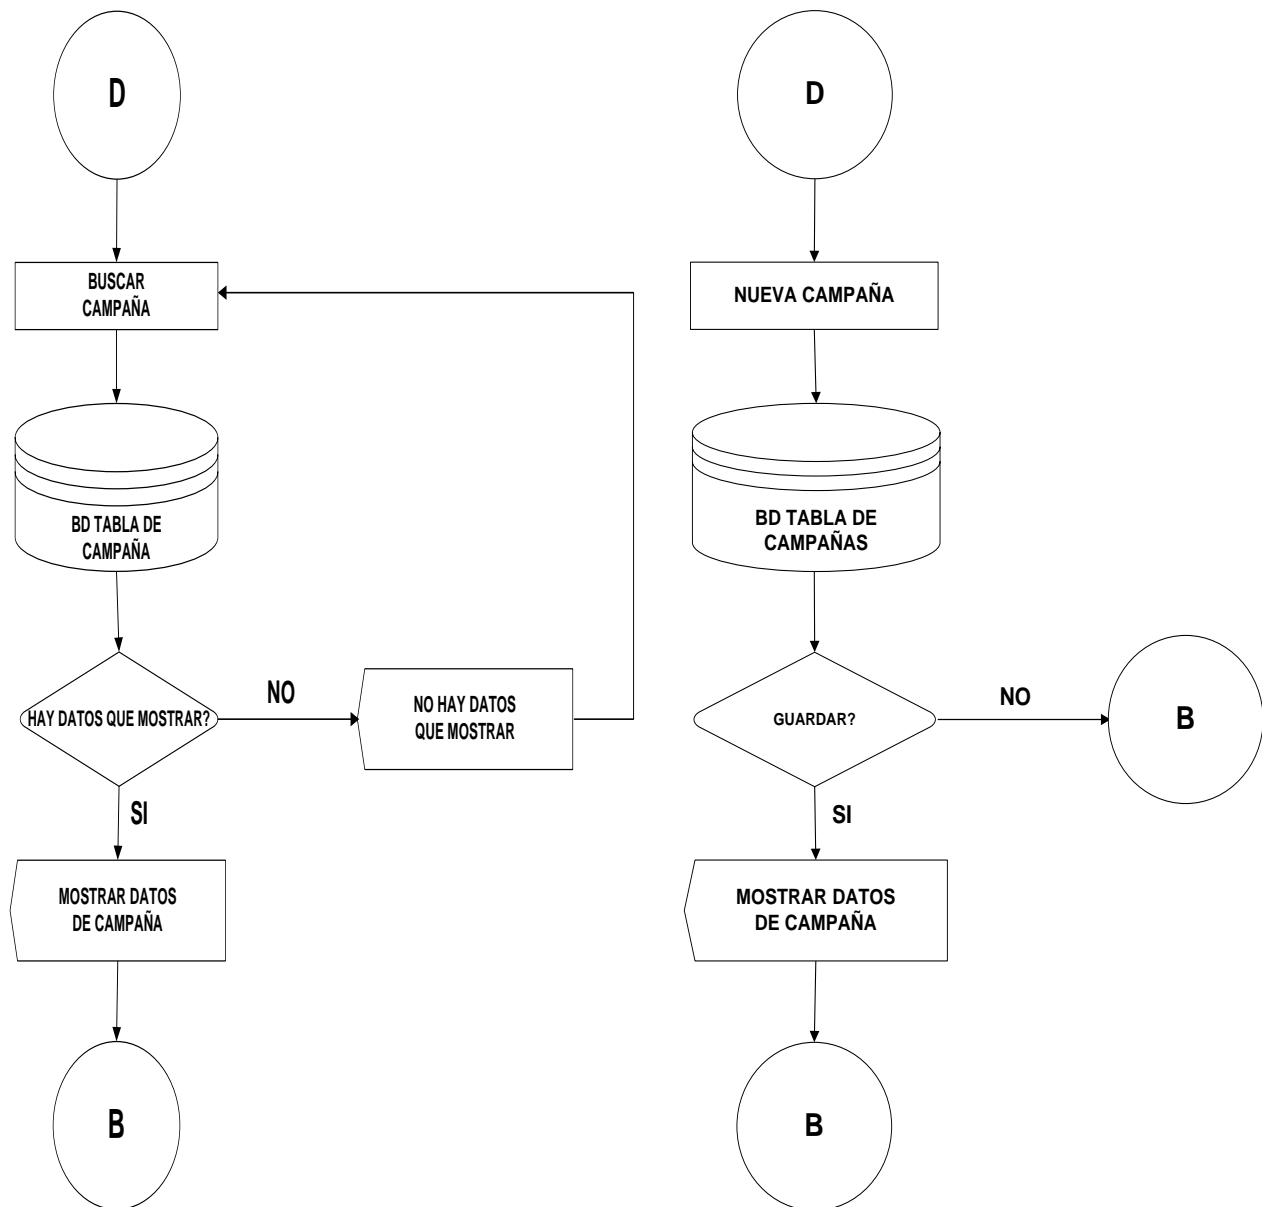 D
BUSCAR
CAMPAÑA
BD TABLA DE
CAMPAÑA
HAY DATOS QUE MOSTRAR?
NO
NO HAY DATOS
QUE MOSTRAR
SI
MOSTRAR DATOS
DE CAMPAÑA
B
D
NUEVA CAMPAÑA
BD TABLA DE
CAMPAÑAS
GUARDAR?
NO
B
SI
MOSTRAR DATOS
DE CAMPAÑA
B